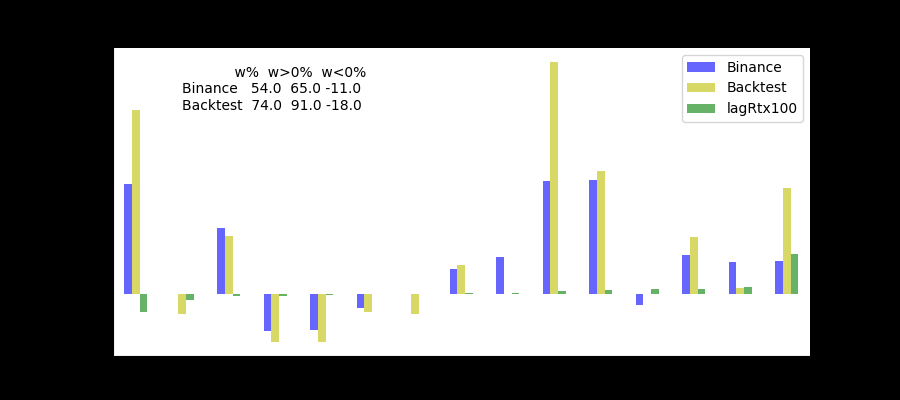 w%  w>0%  w<0%
Binance   54.0  65.0 -11.0
Backtest  74.0  91.0 -18.0
Binance
Backtest
lagRtx100